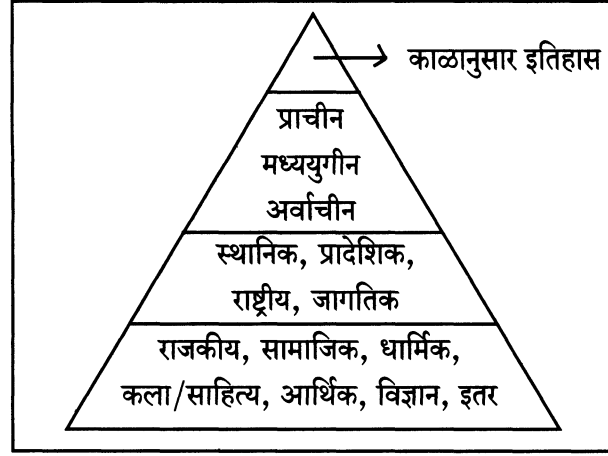 काळानुसार इतिहास
प्राचीन
मध्ययुगीन
अर्वाचीन
स्थानिक, प्रादेशिक,
राष्ट्रीय, जागतिक
राजकीय, सामाजिक, धार्मिक,
कला/साहित्य, आर्थिक, विज्ञान, इतर